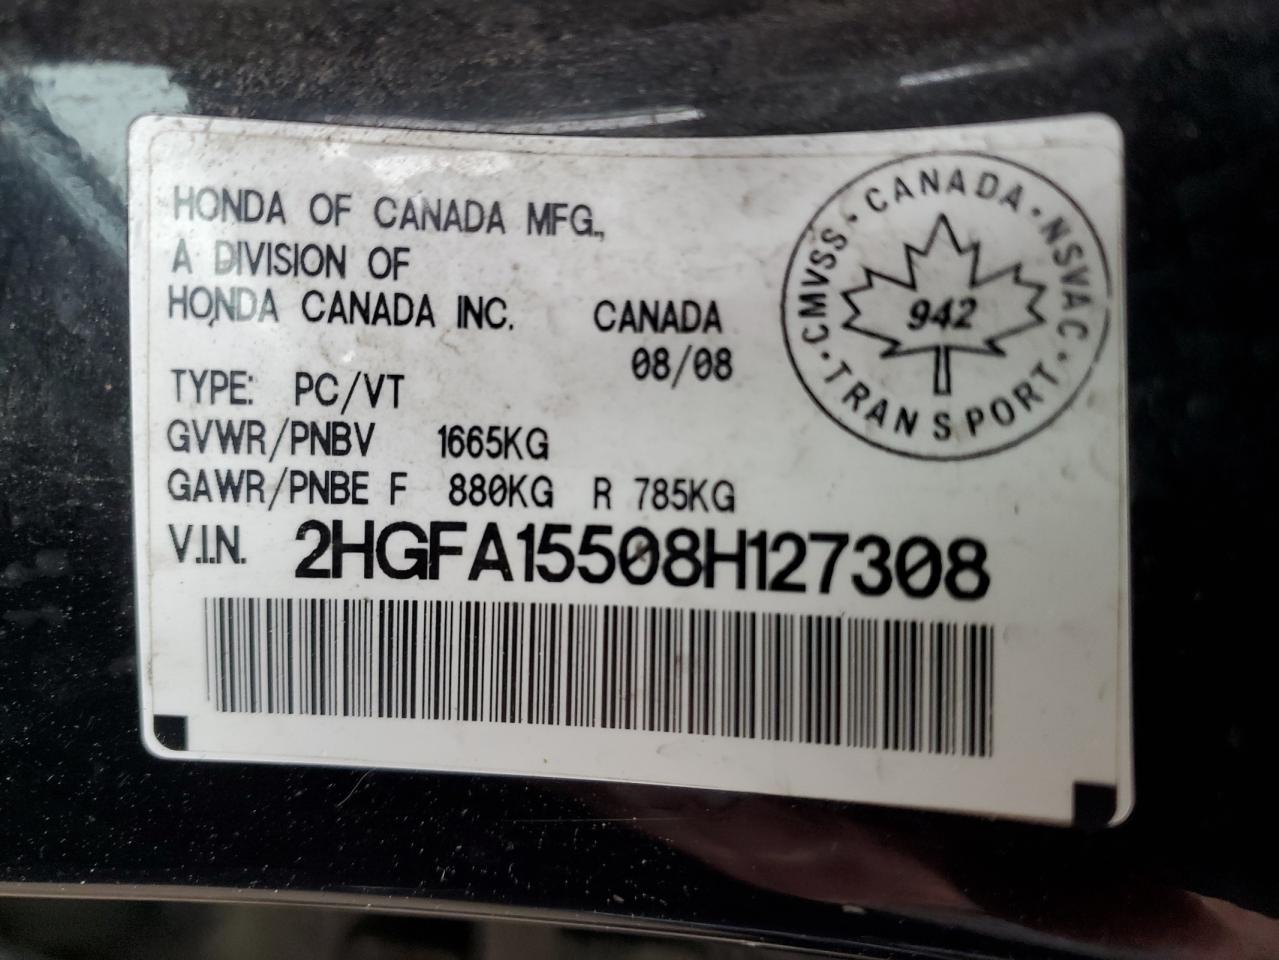 HONDA OF CANADA MFG.,
A DIVISION OF
HONDA CANADA INC. CANADA
08/08
TYPE: PC/VT
GVWR/PNBV 1665KG
GAWR/PNBE F 880KG R 785KG
V.I.N. 2HGFA15508H127308
CANADA · NSVAC · TRANSPORT · CMVSS ·
942